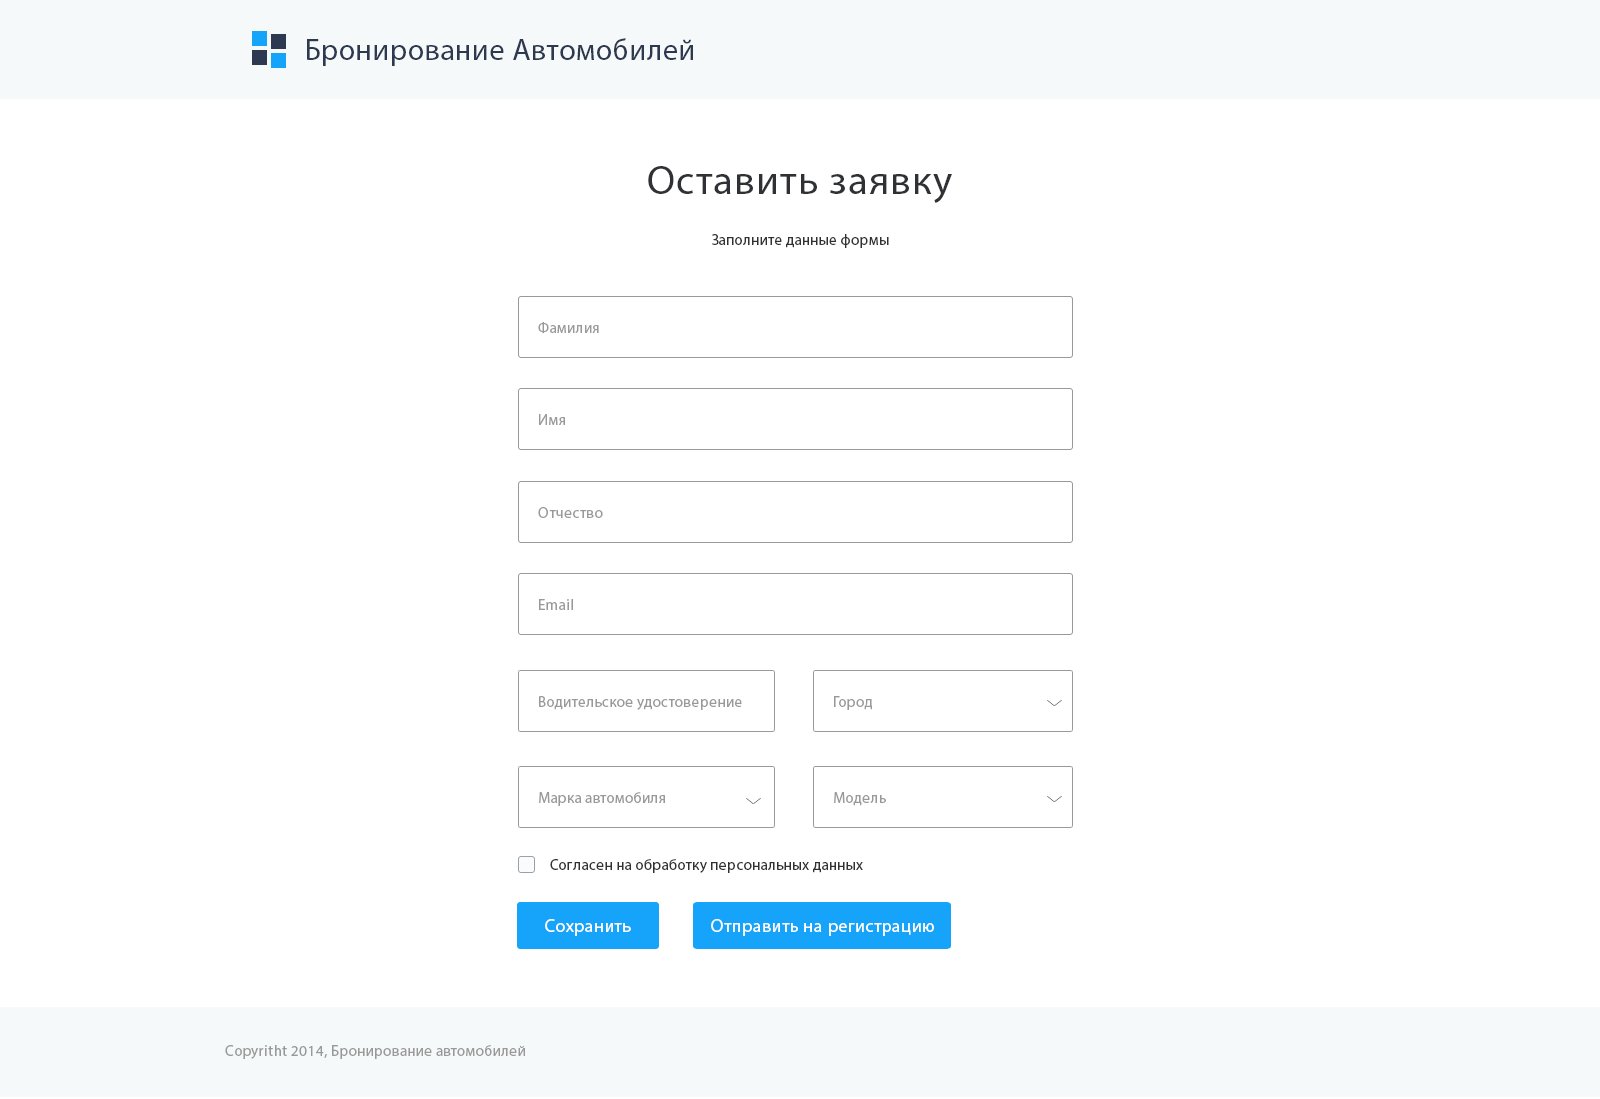 Бронирование Автомобилей
Оставить заявку
Заполните данные формы
Фамилия
Имя
Отчество
Email
Водительское удостоверение
Город
Марка автомобиля
Модель
Согласен на обработку персональных данных
Сохранить
Отправить на регистрацию
Copyritht 2014, Бронирование автомобилей